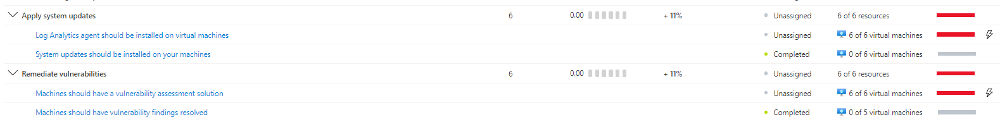 Apply system updates 6 0.00 + 11% Unassigned 6 of 6 resources
Log Analytics agent should be installed on virtual machines Unassigned 6 of 6 virtual machines
System updates should be installed on your machines Completed 0 of 6 virtual machines
Remediate vulnerabilities 6 0.00 + 11% Unassigned 6 of 6 resources
Machines should have a vulnerability assessment solution Unassigned 6 of 6 virtual machines
Machines should have vulnerability findings resolved Completed 0 of 5 virtual machines